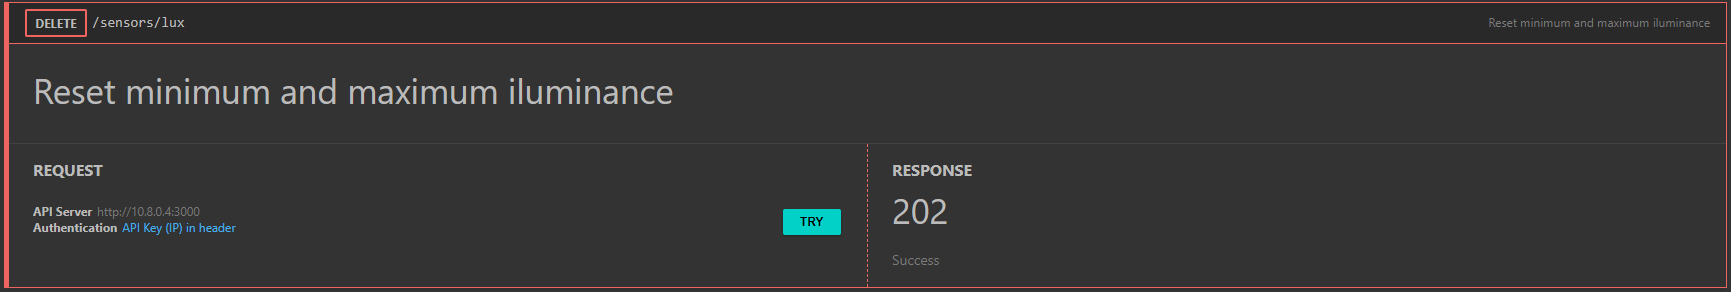 DELETE /sensors/lux Reset minimum and maximum iluminance
Reset minimum and maximum iluminance
REQUEST
API Server http://10.8.0.4:3000
Authentication API Key (IP) in header
TRY
RESPONSE
202
Success